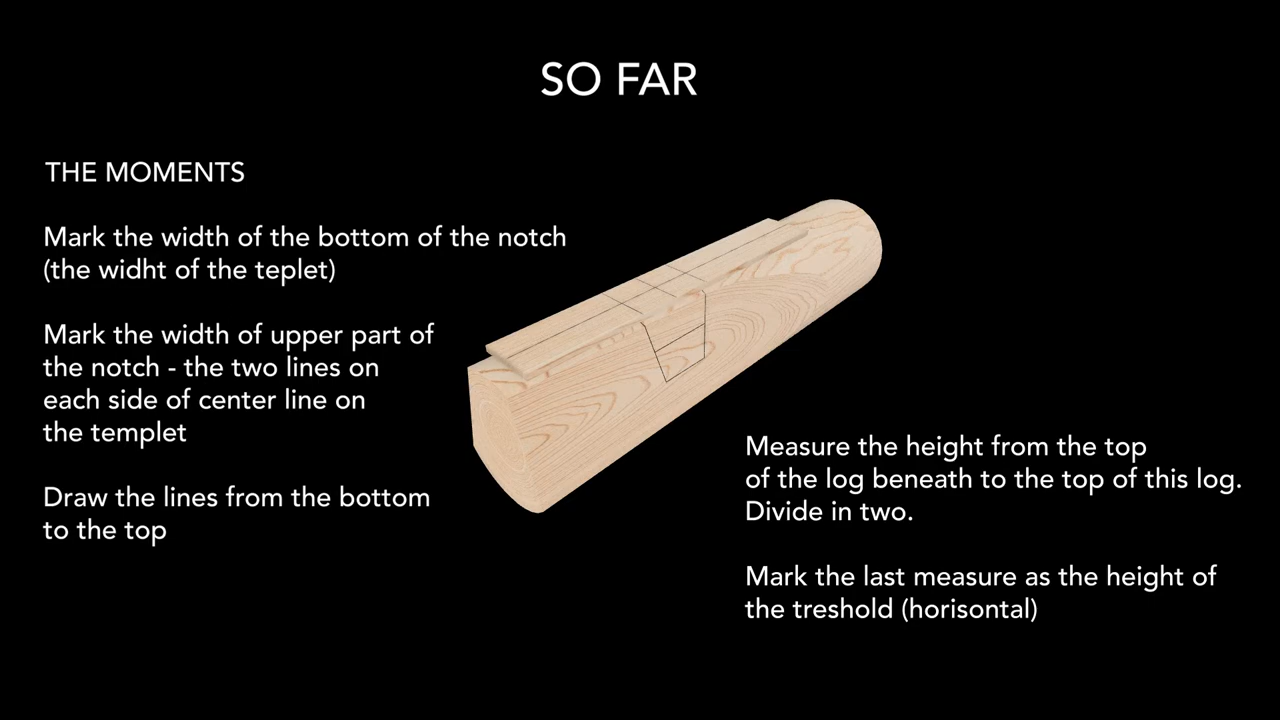 SO FAR
THE MOMENTS
Mark the width of the bottom of the notch
(the widht of the teplet)
Mark the width of upper part of
the notch - the two lines on
each side of center line on
the templet
Draw the lines from the bottom
to the top
Measure the height from the top
of the log beneath to the top of this log.
Divide in two.
Mark the last measure as the height of
the treshold (horisontal)